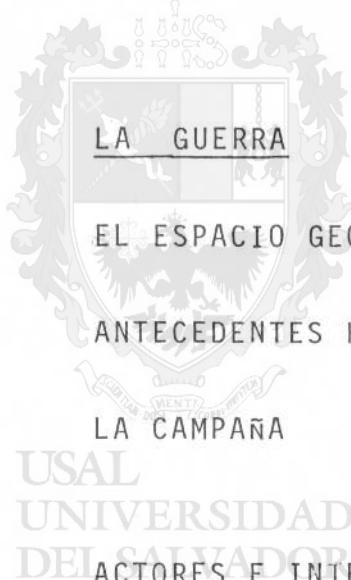 LA GUERRA
EL ESPACIO
ANTECEDENTES
LA CAMPAÑA
USAL
UNIVERSIDAD
DEL SALVADOR
ACTORES E